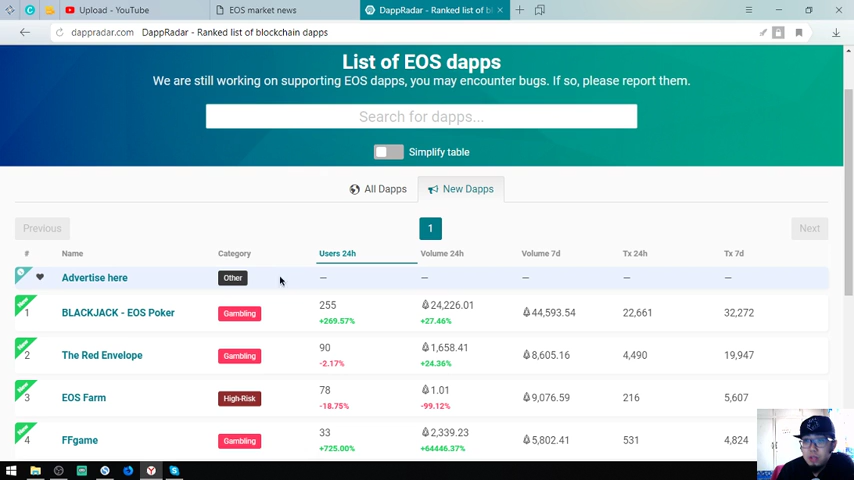 Upload - YouTube
EOS market news
DappRadar - Ranked list of bl
dappradar.com DappRadar - Ranked list of blockchain dapps
List of EOS dapps
We are still working on supporting EOS dapps, you may encounter bugs. If so, please report them.
Search for dapps...
Simplify table
All Dapps
New Dapps
Previous
1
Next
# Name Category Users 24h Volume 24h Volume 7d Tx 24h Tx 7d
Advertise here Other — — — — —
1 BLACKJACK - EOS Poker Gambling 255 24,226.01 44,593.54 22,661 32,272
+269.57% +27.46%
2 The Red Envelope Gambling 90 1,658.41 8,605.16 4,490 19,947
-2.17% +24.36%
3 EOS Farm High-Risk 78 1.01 9,076.59 216 5,607
-18.75% -99.12%
4 FFgame Gambling 33 2,339.23 5,802.41 531 4,824
+725.00% +64446.37%